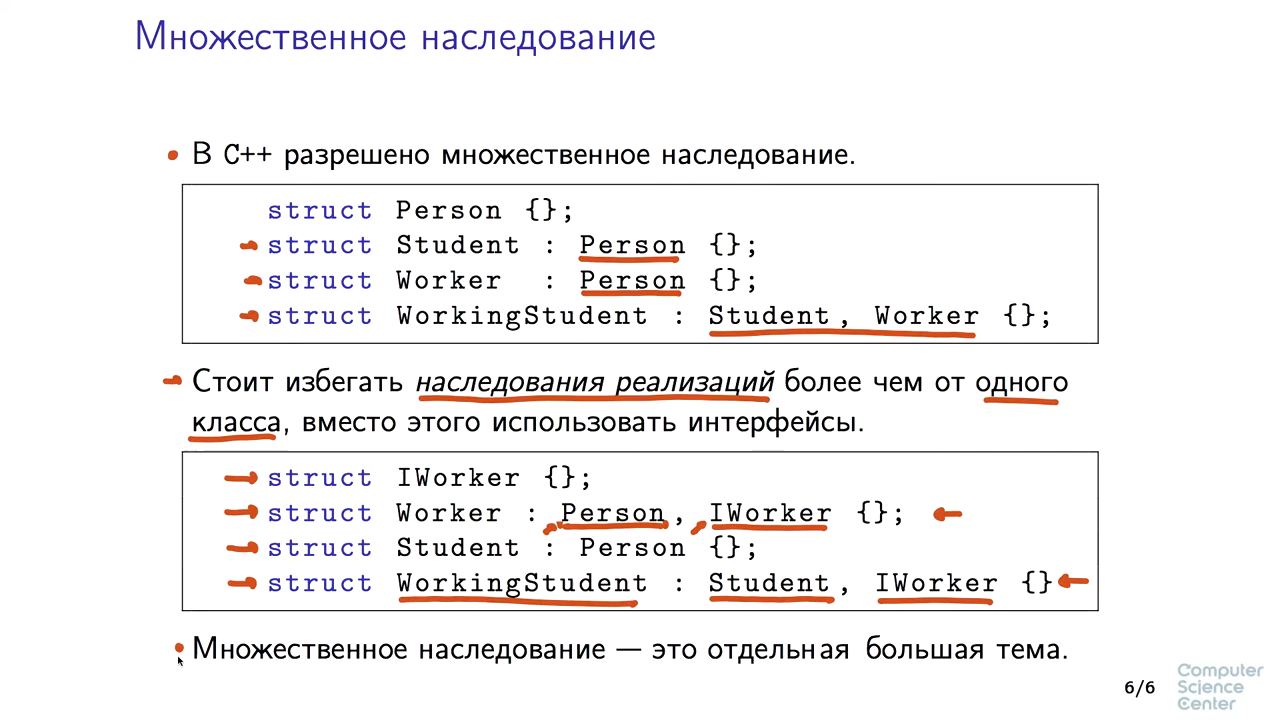 Множественное наследование
В C++ разрешено множественное наследование.
struct Person {};
struct Student : Person {};
struct Worker : Person {};
struct WorkingStudent : Student, Worker {};
Стоит избегать наследования реализаций более чем от одного
класса, вместо этого использовать интерфейсы.
struct IWorker {};
struct Worker : Person, IWorker {};
struct Student : Person {};
struct WorkingStudent : Student, IWorker {}
Множественное наследование — это отдельная большая тема.
6/6
Computer
Science
Center